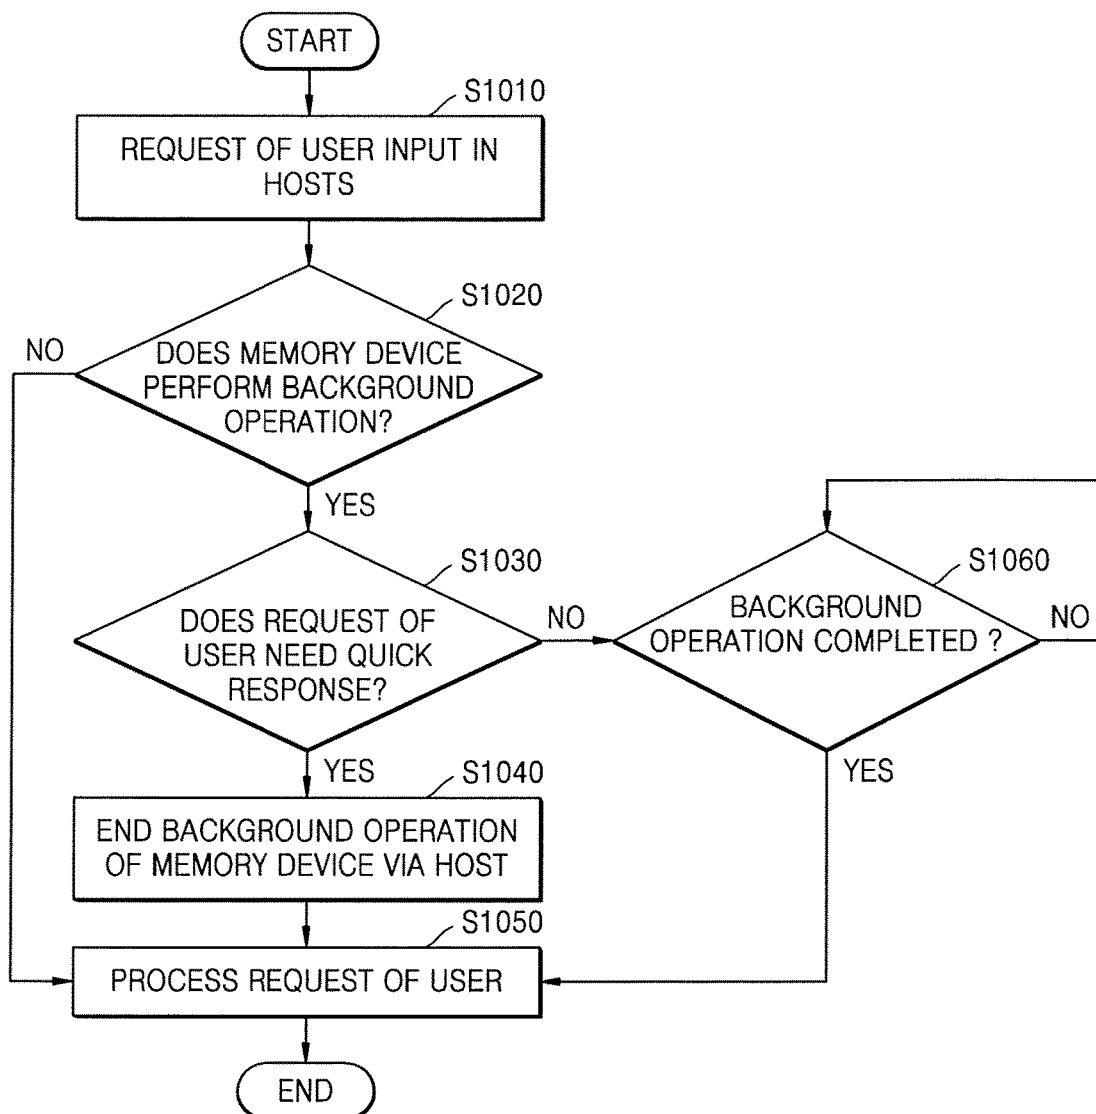 START
S1010
REQUEST OF USER INPUT IN
HOSTS
S1020
NO
DOES MEMORY DEVICE
PERFORM BACKGROUND
OPERATION?
YES
S1030
DOES REQUEST OF
USER NEED QUICK
RESPONSE?
NO
S1060
BACKGROUND
OPERATION COMPLETED ?
NO
YES
YES
S1040
END BACKGROUND OPERATION
OF MEMORY DEVICE VIA HOST
S1050
PROCESS REQUEST OF USER
END